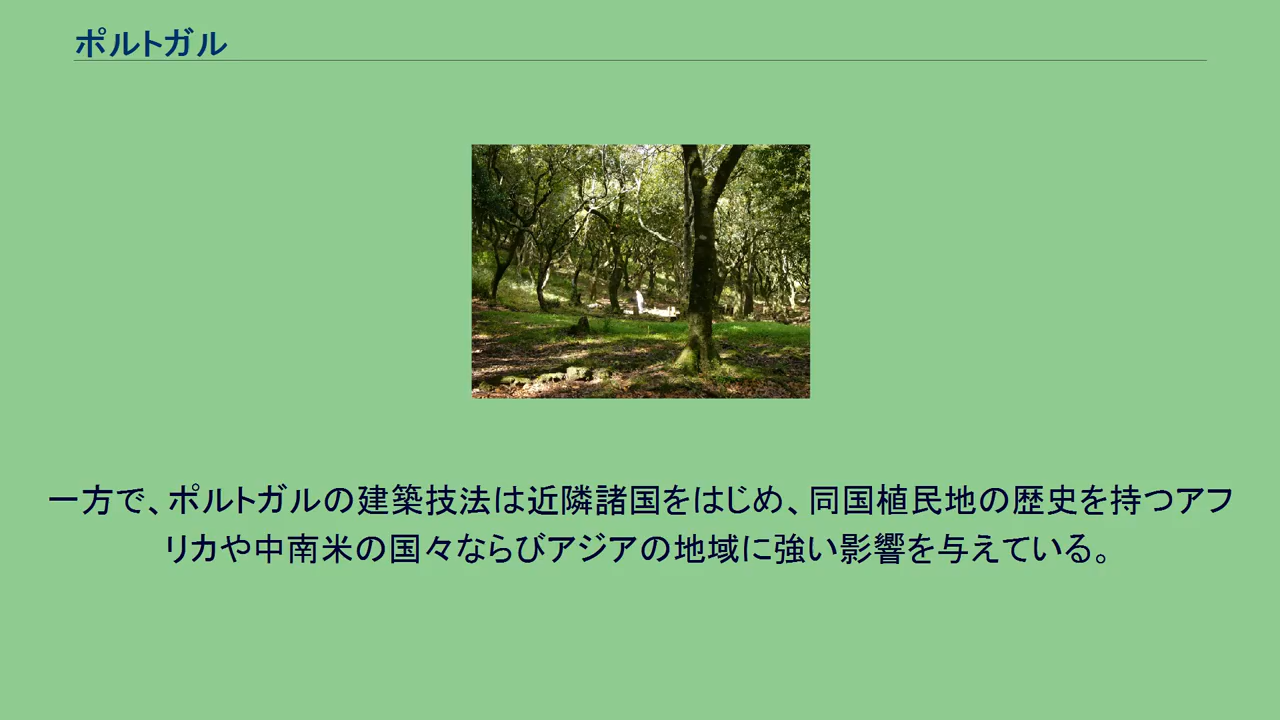 ポルトガル
一方で、ポルトガルの建築技法は近隣諸国をはじめ、同国植民地の歴史を持つアフ
リカや中南米の国々ならびアジアの地域に強い影響を与えている。